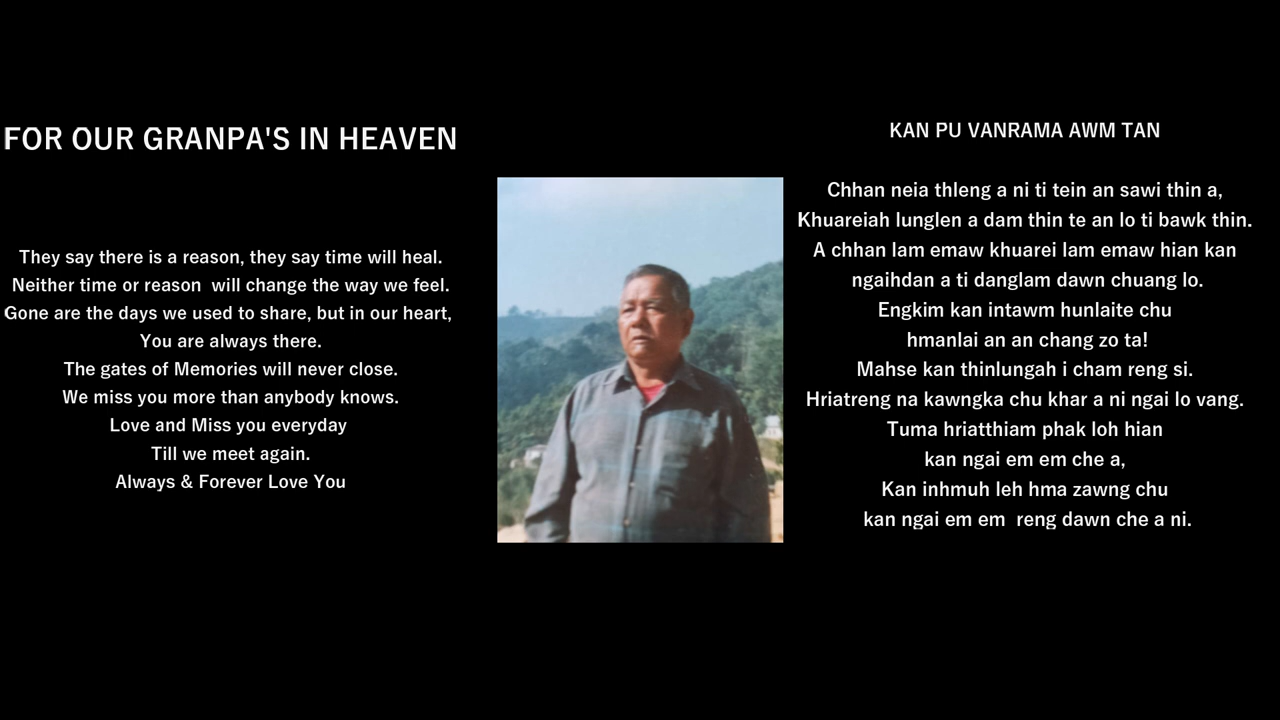 FOR OUR GRANPA'S IN HEAVEN
They say there is a reason, they say time will heal.
Neither time or reason  will change the way we feel.
Gone are the days we used to share, but in our heart,
You are always there.
The gates of Memories will never close.
We miss you more than anybody knows.
Love and Miss you everyday
Till we meet again.
Always & Forever Love You
KAN PU VANRAMA AWM TAN
Chhan neia thleng a ni ti tein an sawi thin a,
Khuareiah lunglen a dam thin te an lo ti bawk thin.
A chhan lam emaw khuarei lam emaw hian kan
ngaihdan a ti danglam dawn chuang lo.
Engkim kan intawm hunlaite chu
hmanlai an an chang zo ta!
Mahse kan thinlungah i cham reng si.
Hriatreng na kawngka chu khar a ni ngai lo vang.
Tuma hriatthiam phak loh hian
kan ngai em em che a,
Kan inhmuh leh hma zawng chu
kan ngai em em  reng dawn che a ni.